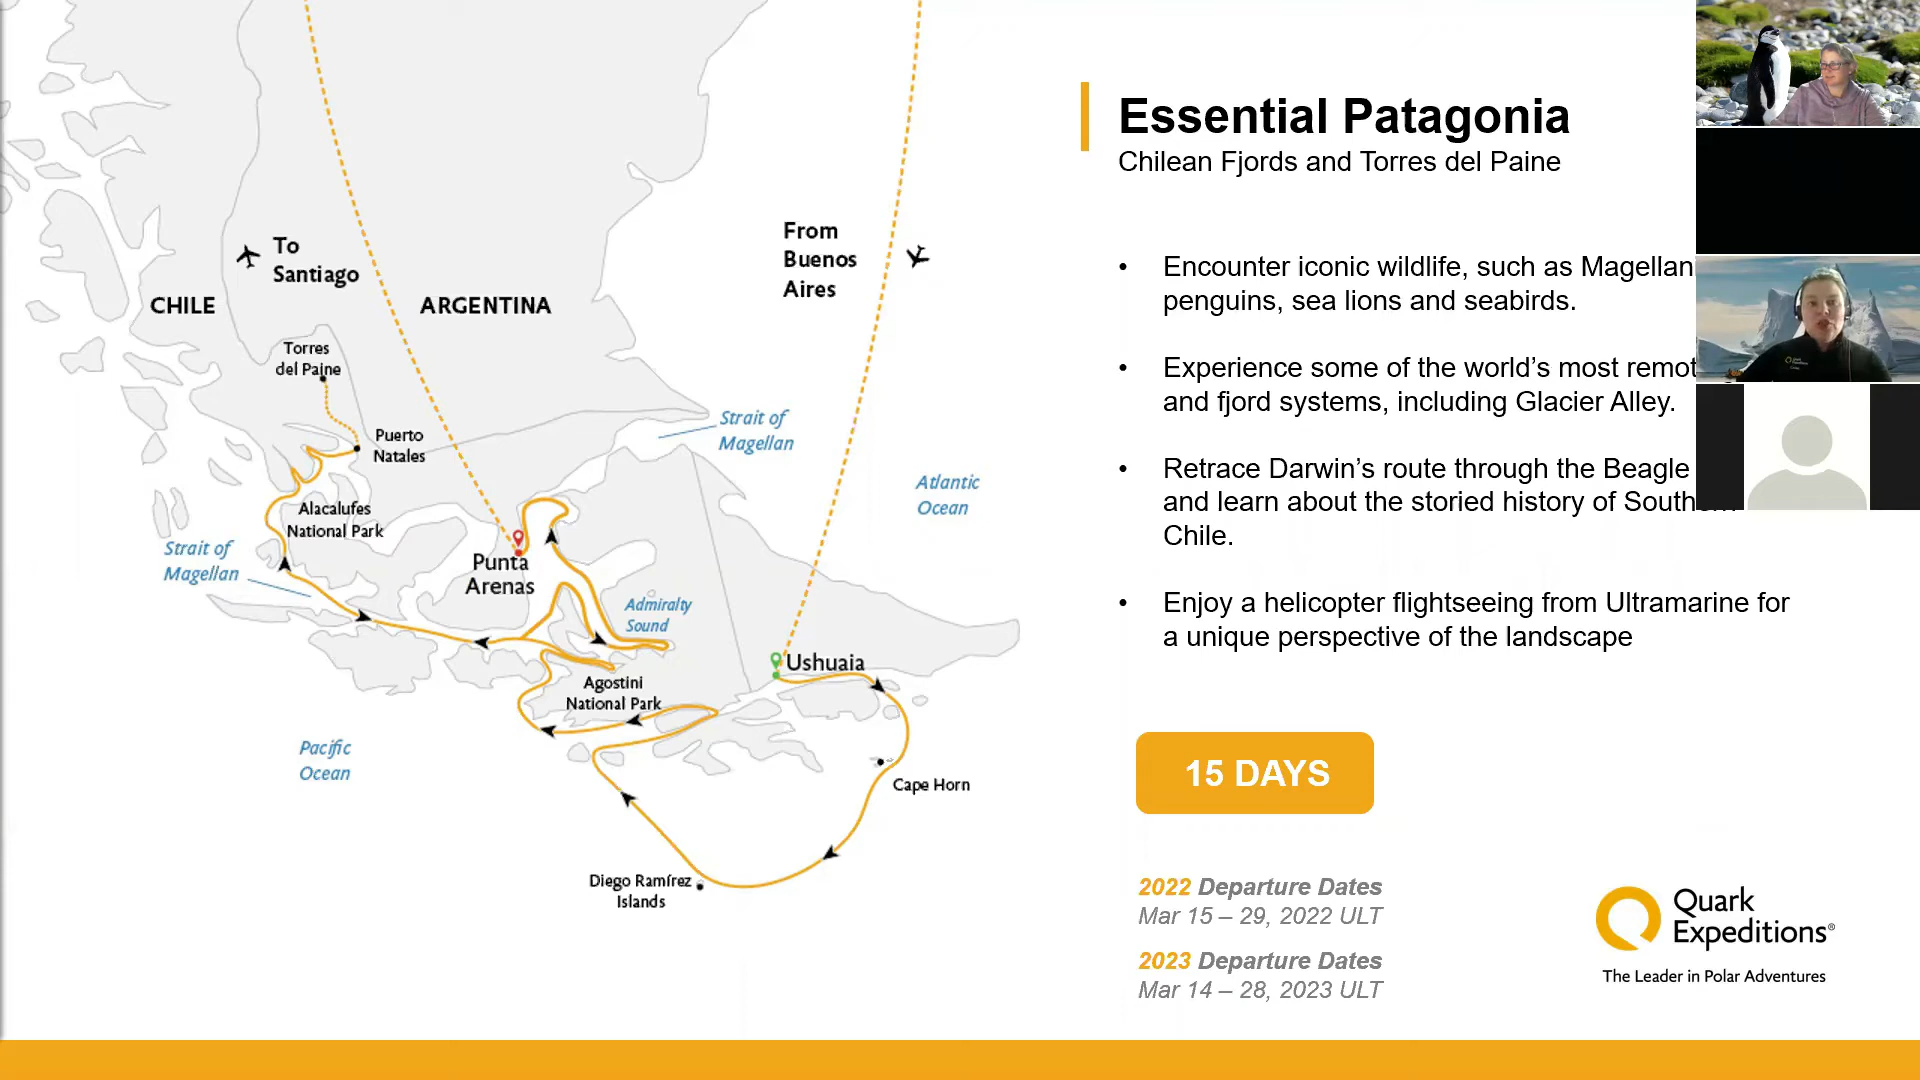 Essential Patagonia
Chilean Fjords and Torres del Paine
• Encounter iconic wildlife, such as Magellan
penguins, sea lions and seabirds.
• Experience some of the world’s most remot
and fjord systems, including Glacier Alley.
• Retrace Darwin’s route through the Beagle
and learn about the storied history of South
Chile.
• Enjoy a helicopter flightseeing from Ultramarine for
a unique perspective of the landscape
15 DAYS
2022 Departure Dates
Mar 15 – 29, 2022 ULT
2023 Departure Dates
Mar 14 – 28, 2023 ULT
Quark
Expeditions®
The Leader in Polar Adventures
To
Santiago
From
Buenos
Aires
CHILE
ARGENTINA
Torres
del Paine
Puerto
Natales
Strait of
Magellan
Atlantic
Ocean
Alacalufes
National Park
Strait of
Magellan
Punta
Arenas
Admiralty
Sound
Ushuaia
Agostini
National Park
Pacific
Ocean
Cape Horn
Diego Ramírez
Islands